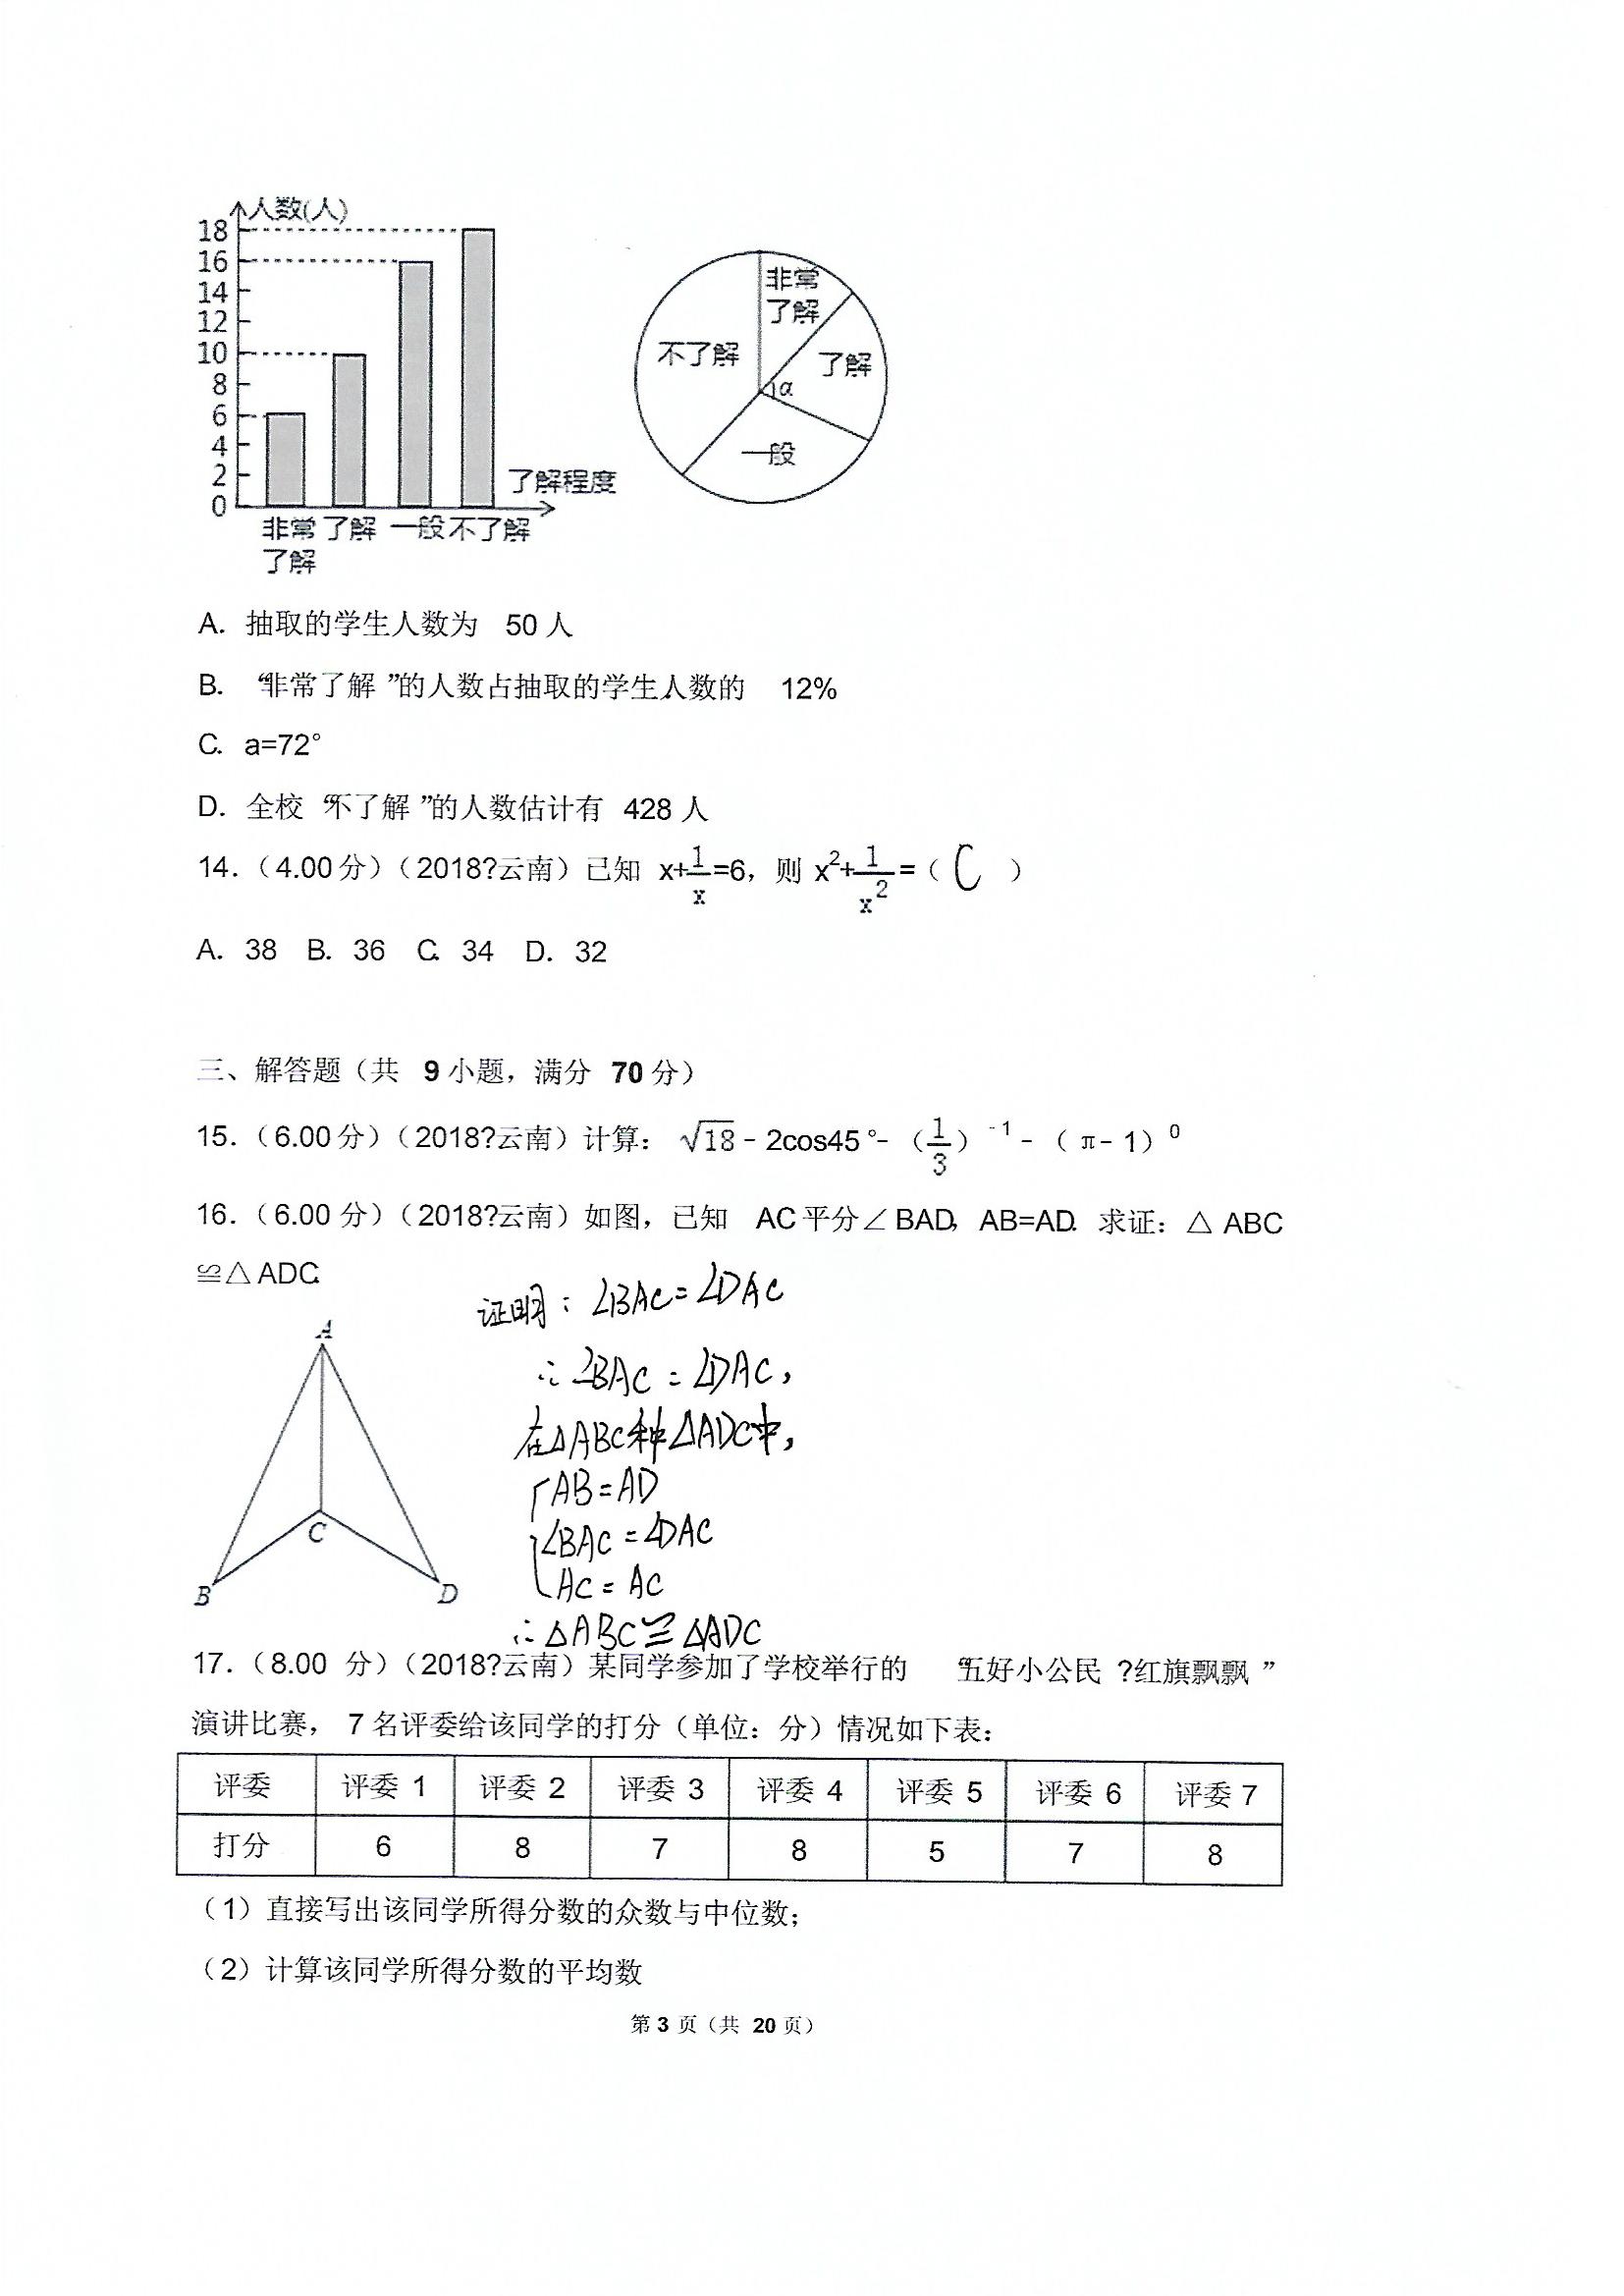 人数(人)
18
16
14
12
10
8
6
4
2
0
了解程度
非常 了解 一般 不了解
了解
非常
了解
不了解
了解
α
一般
A. 抽取的学生人数为 50 人
B. “非常了解”的人数占抽取的学生人数的 12%
C. a=72°
D. 全校“不了解”的人数估计有 428 人
14.（4.00分）（2018?云南）已知 x+1/x=6，则 x²+1/x²=（ C ）
A. 38 B. 36 C. 34 D. 32
三、解答题（共 9 小题，满分 70 分）
15.（6.00分）（2018?云南）计算：√18﹣2cos45°﹣（1/3）⁻¹﹣（π﹣1）⁰
16.（6.00 分）（2018?云南）如图，已知 AC平分∠BAD，AB=AD．求证：△ABC
≌△ADC．
证明：∠BAC=∠DAC
∴∠BAC=∠DAC，
在△ABC和△ADC中，
AB=AD
∠BAC=∠DAC
AC=AC
∴△ABC≌△ADC
A
C
B
D
17.（8.00 分）（2018?云南）某同学参加了学校举行的“五好小公民?红旗飘飘”
演讲比赛，7名评委给该同学的打分（单位：分）情况如下表：
评委 评委 1 评委 2 评委 3 评委 4 评委 5 评委 6 评委 7
打分 6 8 7 8 5 7 8
（1）直接写出该同学所得分数的众数与中位数；
（2）计算该同学所得分数的平均数
第 3 页（共 20 页）